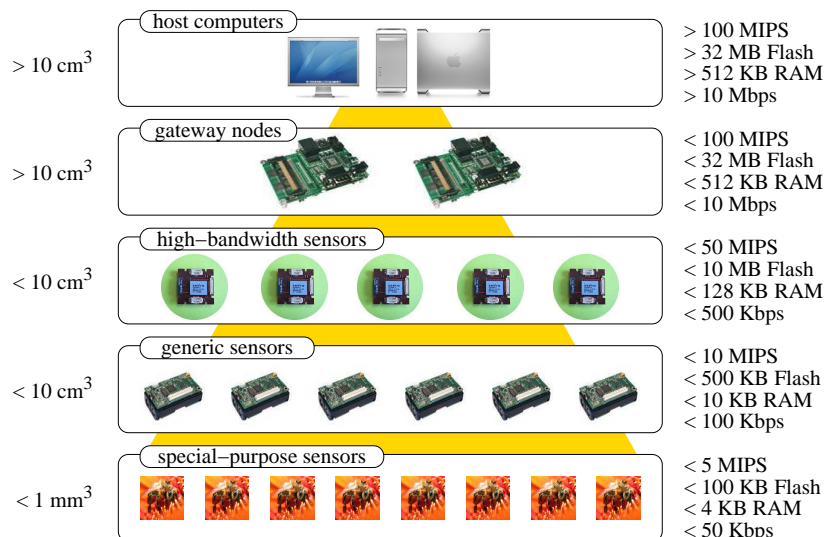 host computers
> 10 cm³
> 100 MIPS
> 32 MB Flash
> 512 KB RAM
> 10 Mbps
gateway nodes
> 10 cm³
< 100 MIPS
< 32 MB Flash
< 512 KB RAM
< 10 Mbps
high−bandwidth sensors
< 10 cm³
< 50 MIPS
< 10 MB Flash
< 128 KB RAM
< 500 Kbps
generic sensors
< 10 cm³
< 10 MIPS
< 500 KB Flash
< 10 KB RAM
< 100 Kbps
special−purpose sensors
< 1 mm³
< 5 MIPS
< 100 KB Flash
< 4 KB RAM
< 50 Kbps